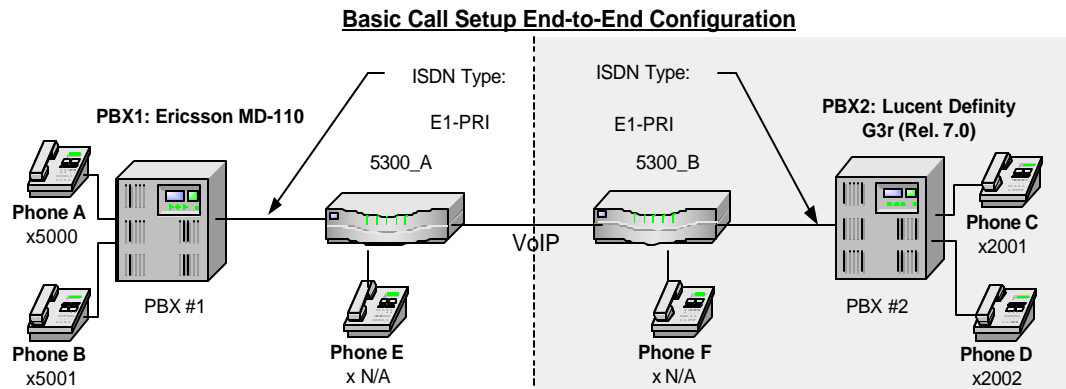 Basic Call Setup End-to-End Configuration
ISDN Type:
ISDN Type:
PBX1: Ericsson MD-110
PBX2: Lucent Definity
G3r (Rel. 7.0)
E1-PRI
E1-PRI
5300_A
5300_B
Phone A
x5000
Phone C
x2001
VoIP
PBX #1
PBX #2
Phone B
x5001
Phone E
x N/A
Phone F
x N/A
Phone D
x2002